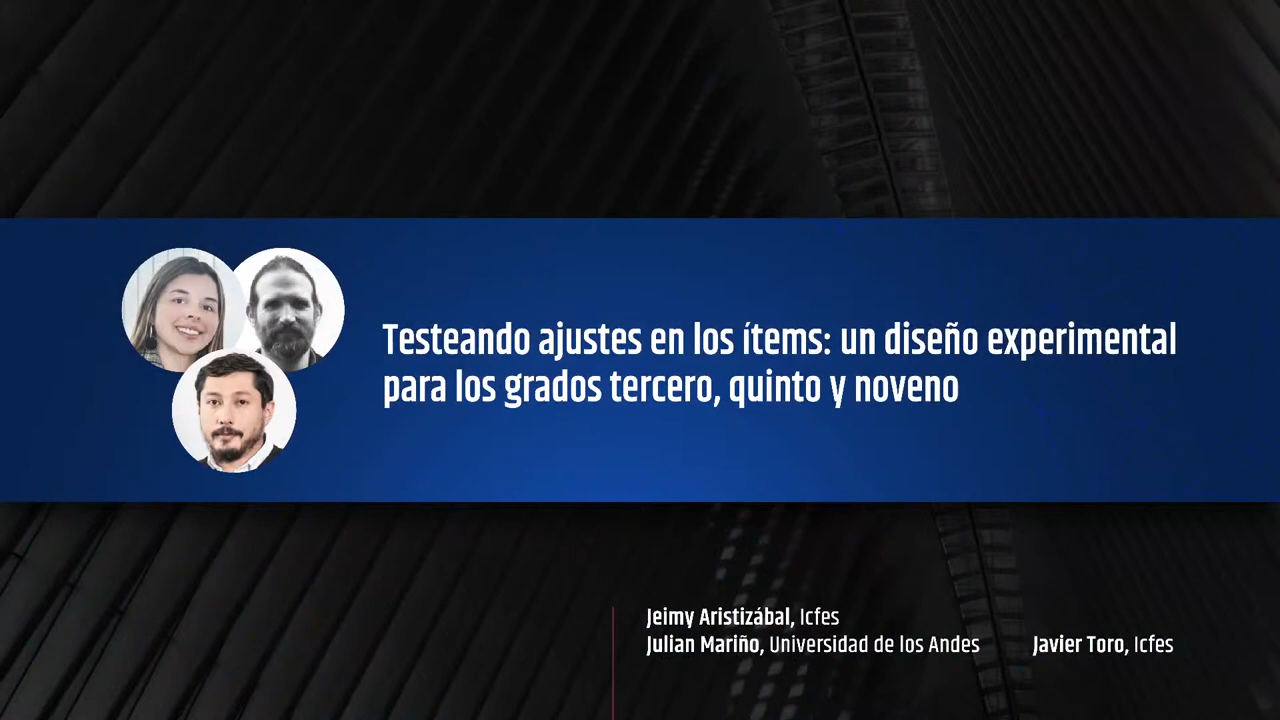 Testeando ajustes en los ítems: un diseño experimental
para los grados tercero, quinto y noveno
Jeimy Aristizábal, Icfes
Julian Mariño, Universidad de los Andes
Javier Toro, Icfes